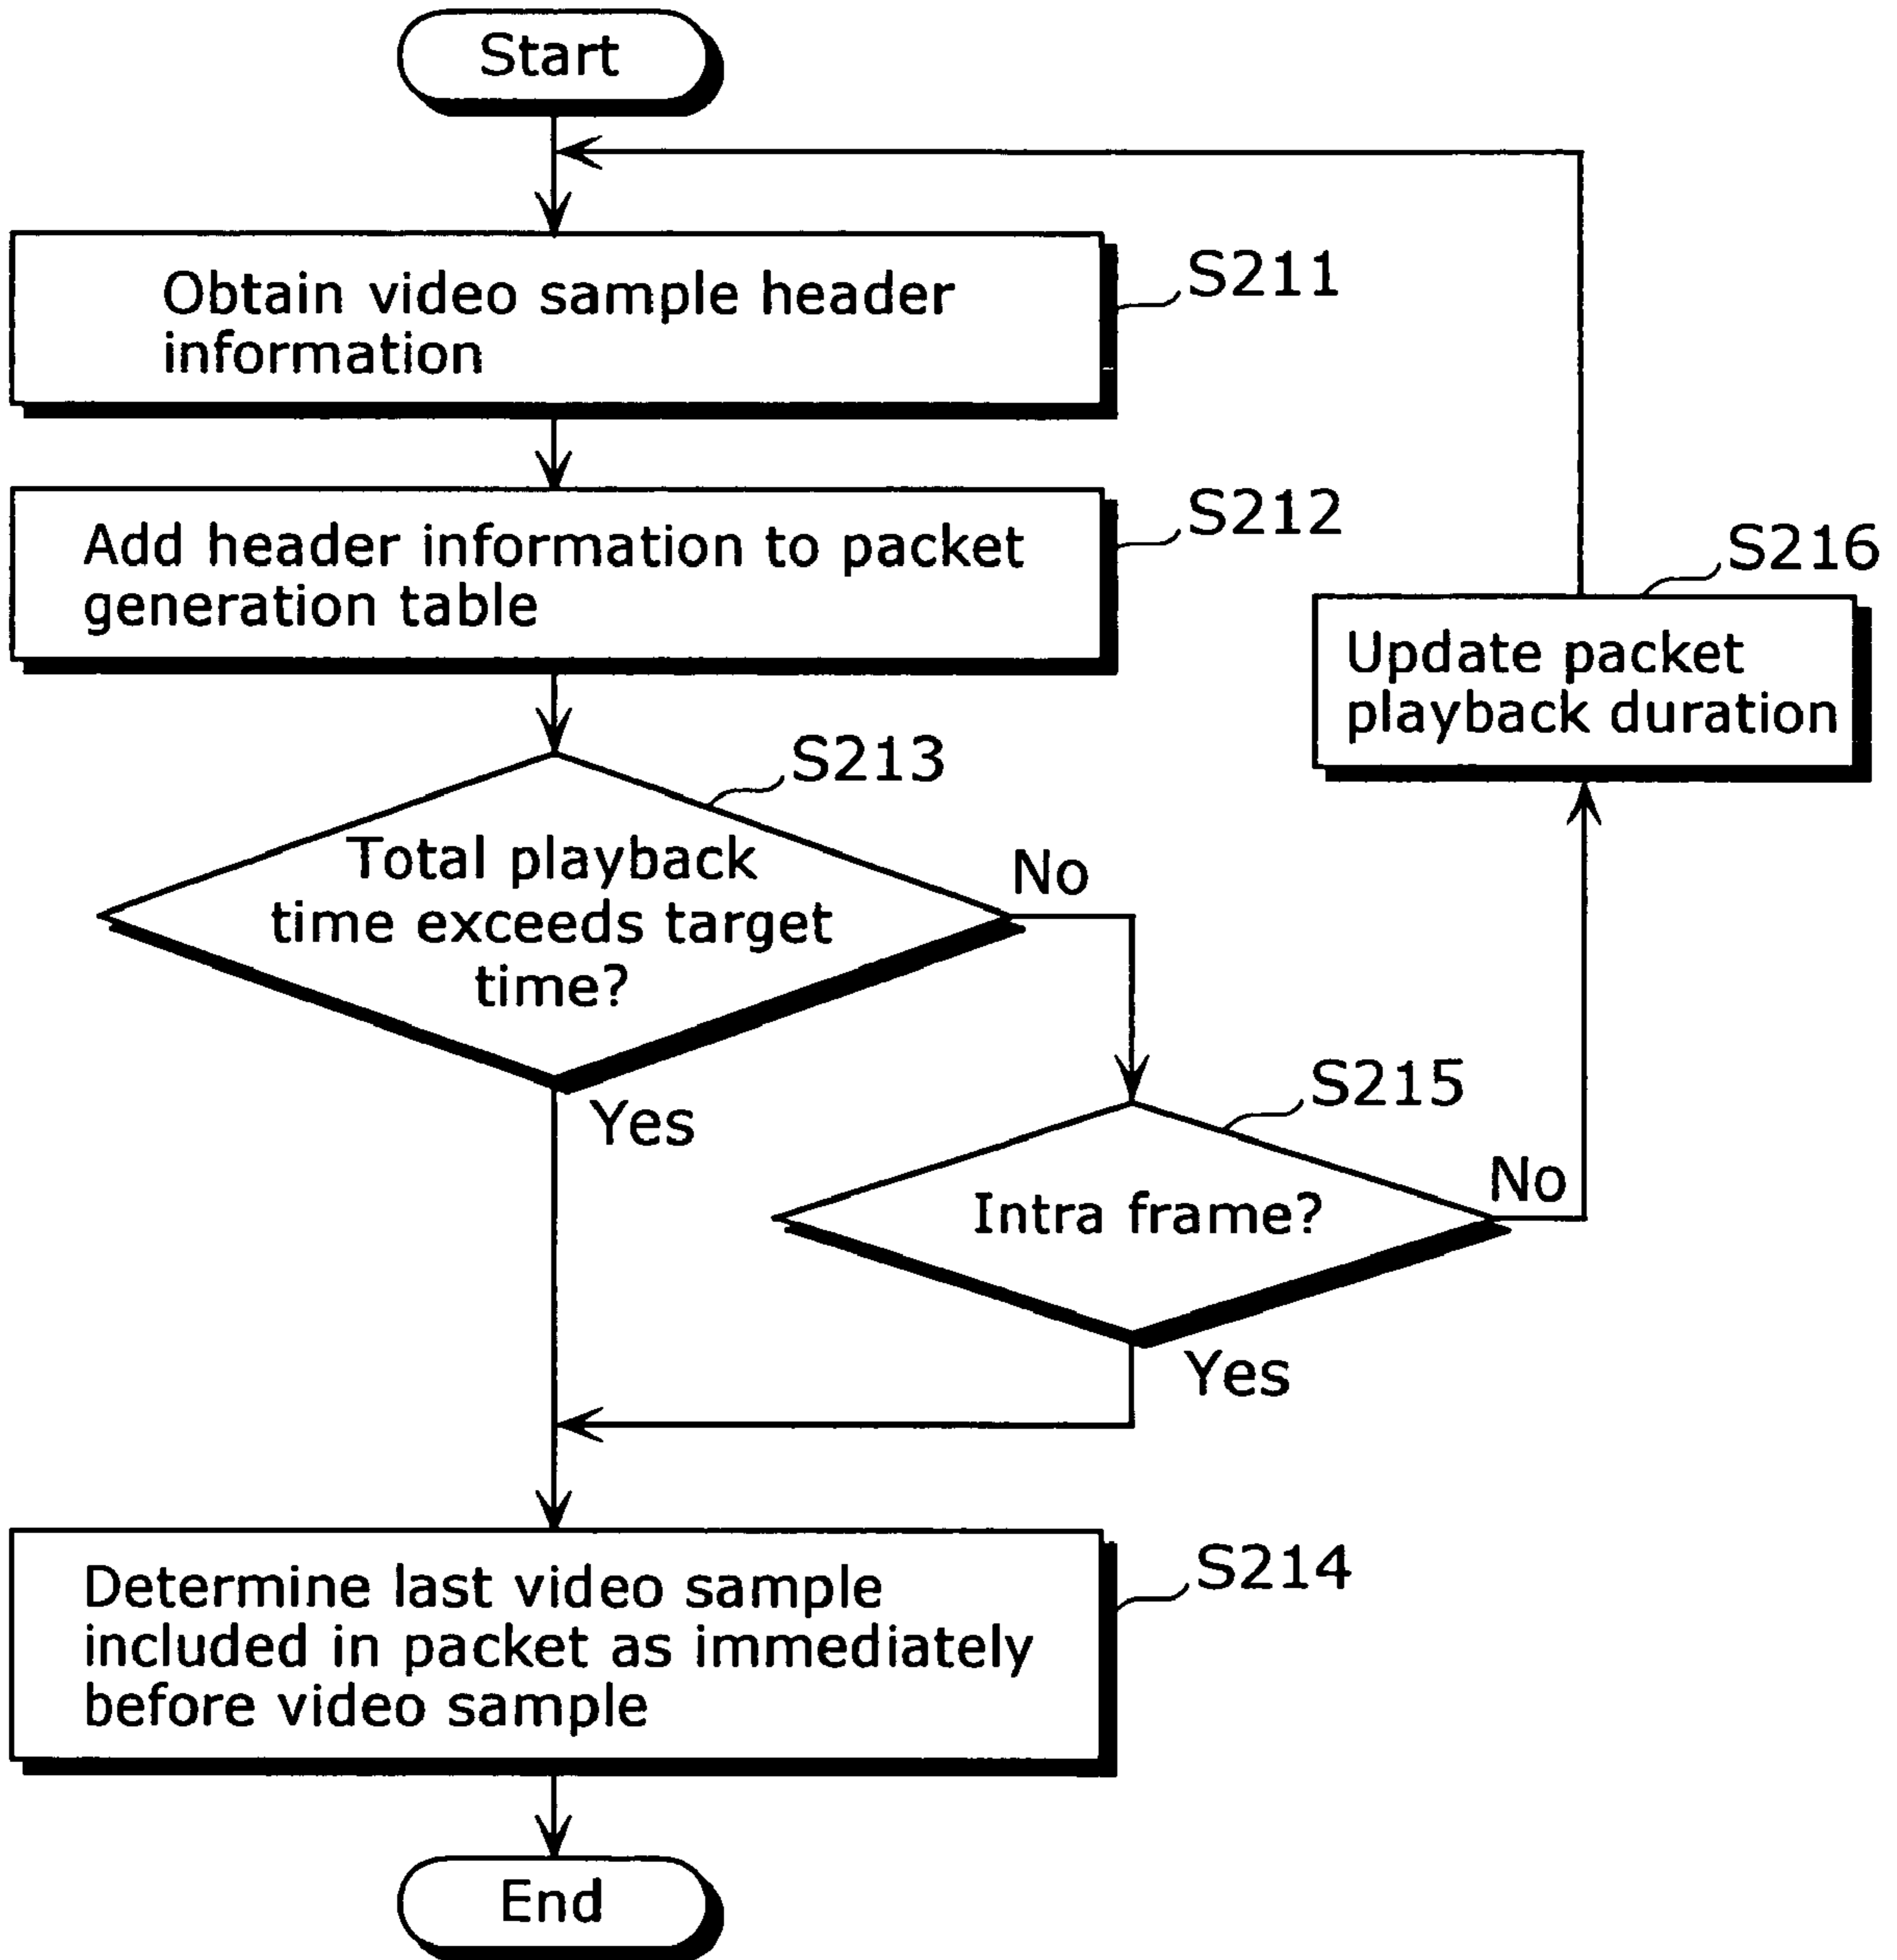 Start
Obtain video sample header
information
S211
Add header information to packet
generation table
S212
S216
Update packet
playback duration
S213
Total playback
time exceeds target
time?
No
Yes
S215
Intra frame?
No
Yes
S214
Determine last video sample
included in packet as immediately
before video sample
End